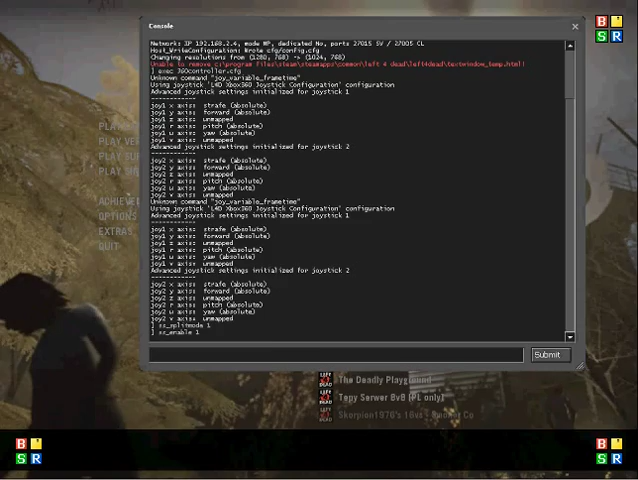 Console
Network: IP 192.168.2.4, mode MP, dedicated No, ports 27015 SV / 27005 CL
Host_WriteConfiguration: Wrote cfg/config.cfg
Changing resolutions from (1280, 768) -> (1024, 768)
Unable to remove c:\program files\steam\steamapps\common\left 4 dead\left4dead\textwindow_temp.html!
] exec 360controller.cfg
Unknown command "joy_variable_frametime"
Using joystick 'L4D Xbox360 Joystick Configuration' configuration
Advanced joystick settings initialized for joystick 1
------------
joy1 x axis: strafe (absolute)
joy1 y axis: forward (absolute)
joy1 z axis: unmapped
joy1 r axis: pitch (absolute)
joy1 u axis: yaw (absolute)
joy1 v axis: unmapped
Advanced joystick settings initialized for joystick 2
------------
joy2 x axis: strafe (absolute)
joy2 y axis: forward (absolute)
joy2 z axis: unmapped
joy2 r axis: pitch (absolute)
joy2 u axis: yaw (absolute)
joy2 v axis: unmapped
Unknown command "joy_variable_frametime"
Using joystick 'L4D Xbox360 Joystick Configuration' configuration
Advanced joystick settings initialized for joystick 1
------------
joy1 x axis: strafe (absolute)
joy1 y axis: forward (absolute)
joy1 z axis: unmapped
joy1 r axis: pitch (absolute)
joy1 u axis: yaw (absolute)
joy1 v axis: unmapped
Advanced joystick settings initialized for joystick 2
------------
joy2 x axis: strafe (absolute)
joy2 y axis: forward (absolute)
joy2 z axis: unmapped
joy2 r axis: pitch (absolute)
joy2 u axis: yaw (absolute)
joy2 v axis: unmapped
] ss_splitmode 1
] ss_enable 1
Submit
PLAY
PLAY
PLAY
ACHIEVE
OPTIONS
EXTRAS
QUIT
The Deadly Playground
Tepy Serwer 8v8 (PL only)
B
S R
B
S R
B
S R